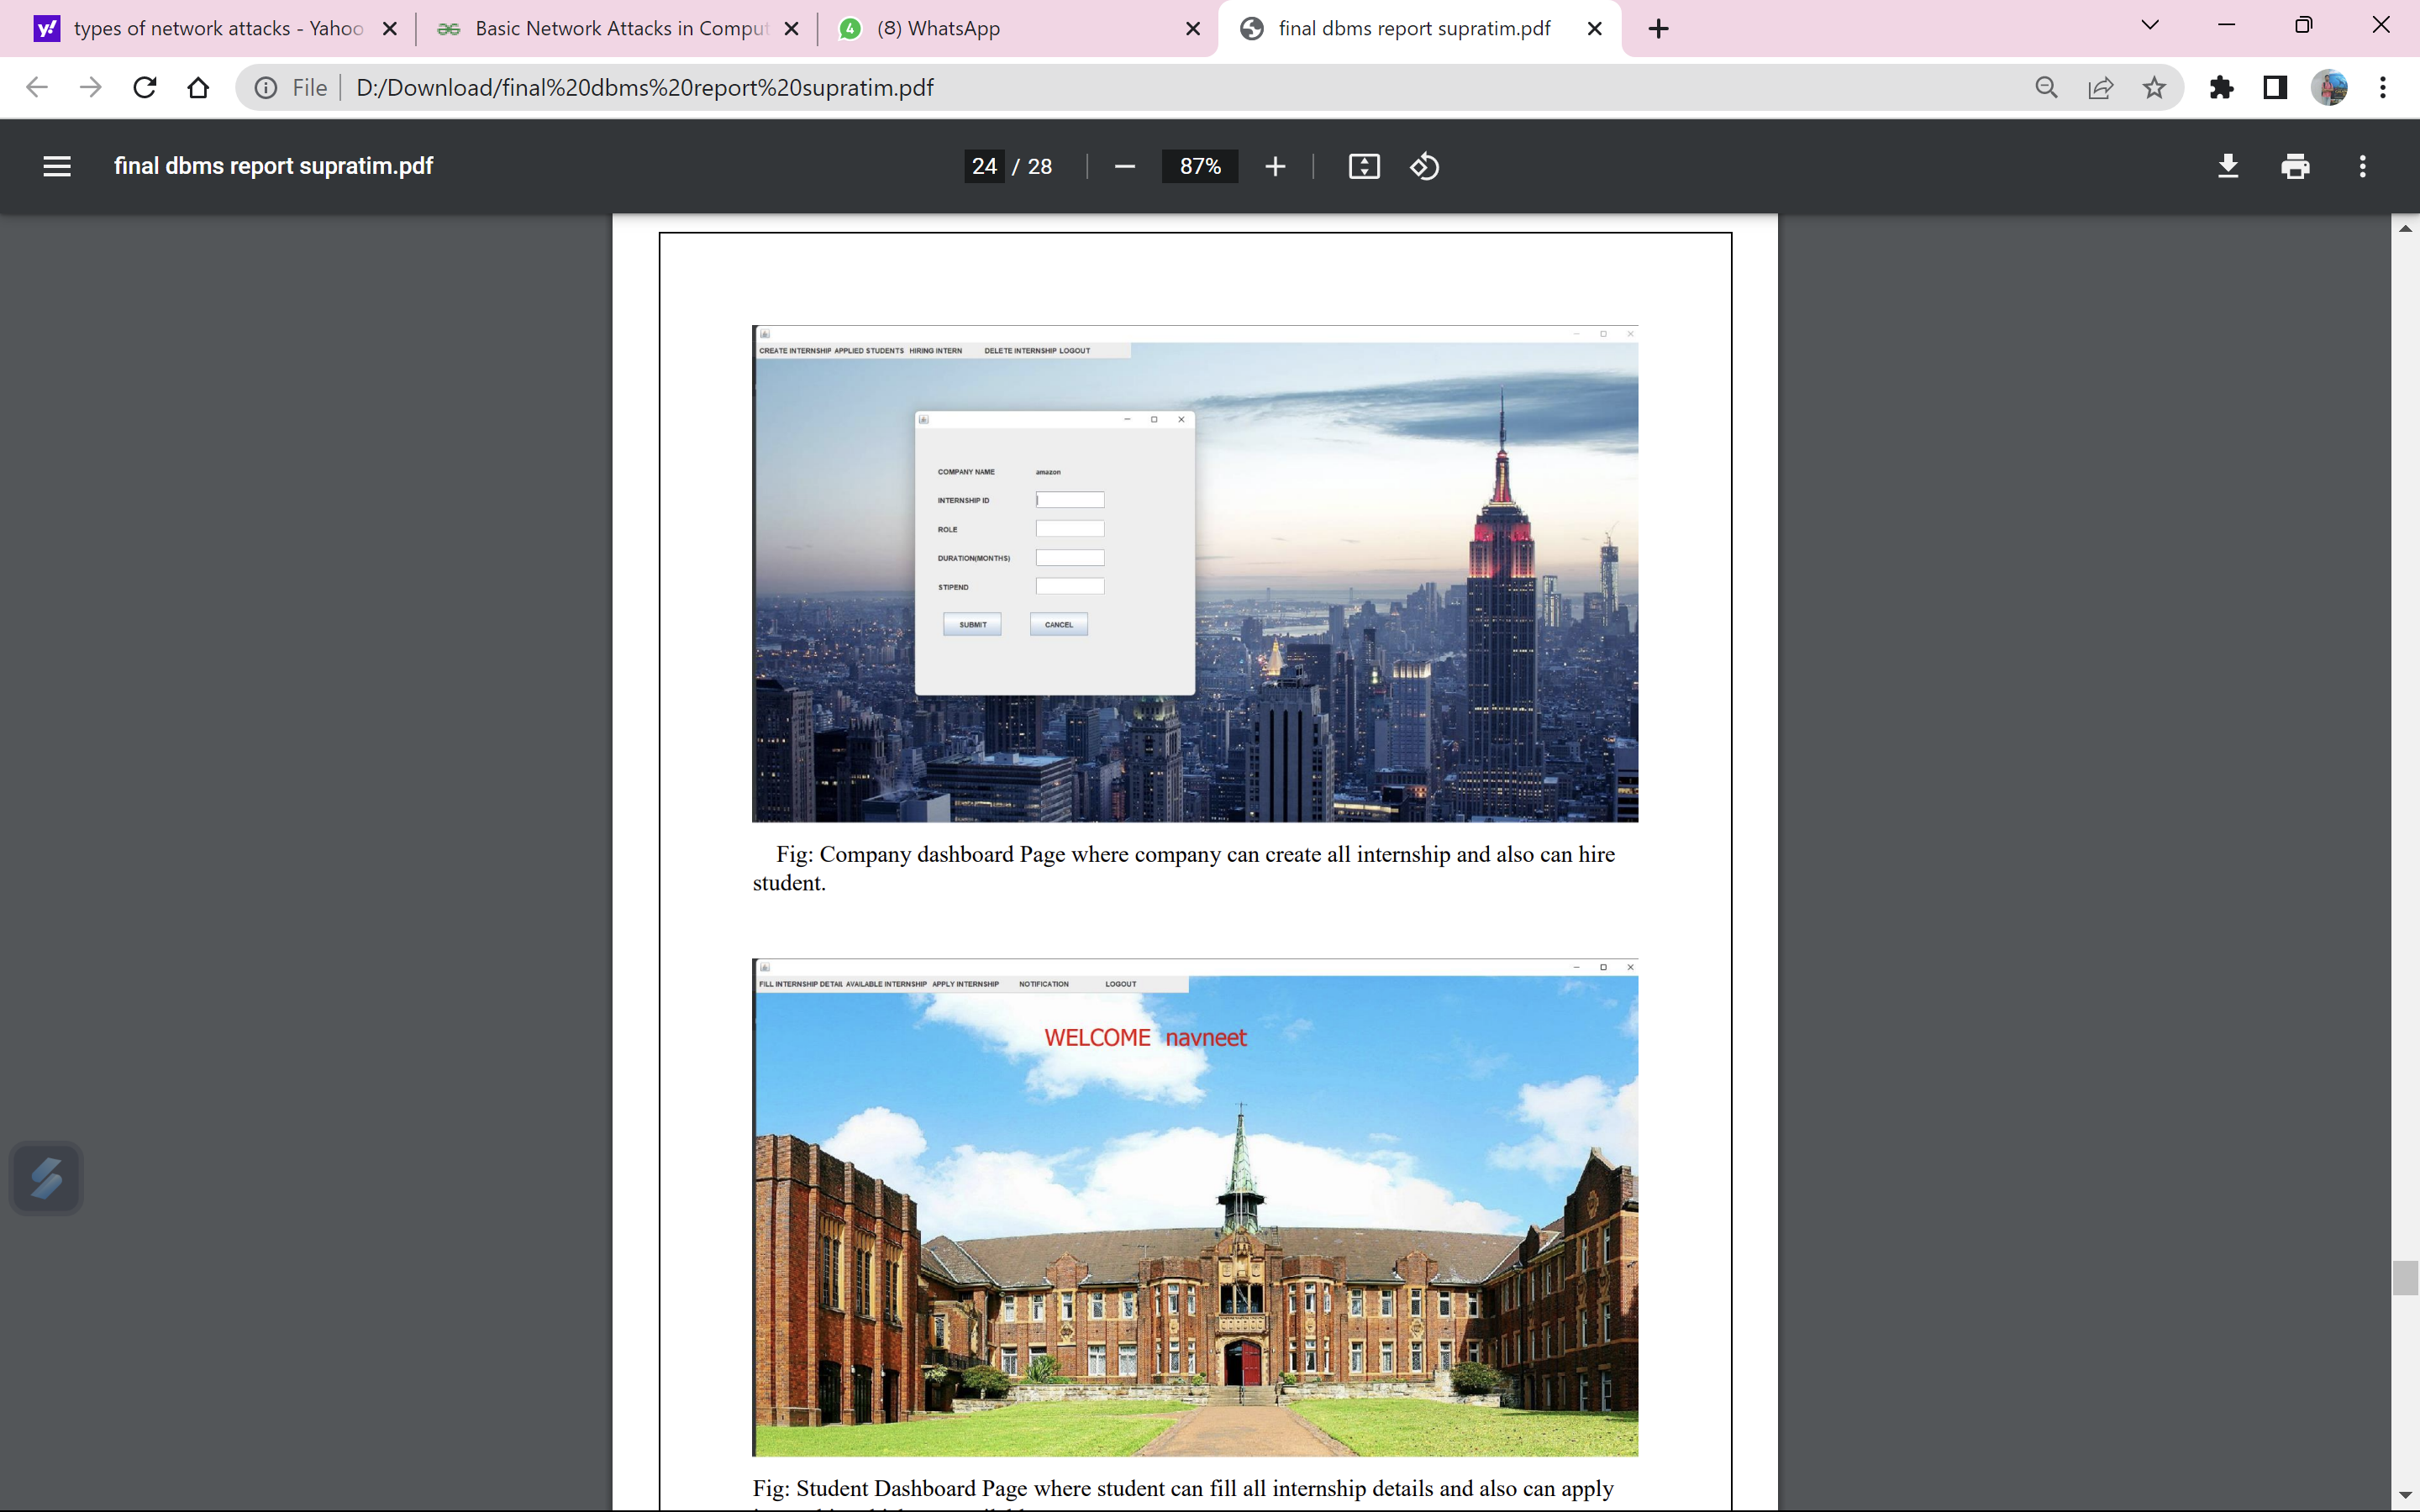 types of network attacks - Yahoo
Basic Network Attacks in Comput
(8) WhatsApp
final dbms report supratim.pdf
File
D:/Download/final%20dbms%20report%20supratim.pdf
final dbms report supratim.pdf
24 / 28
87%
CREATE INTERNSHIP APPLIED STUDENTS HIRING INTERN DELETE INTERNSHIP LOGOUT
COMPANY NAME amazon
INTERNSHIP ID
ROLE
DURATION(MONTHS)
STIPEND
SUBMIT CANCEL
Fig: Company dashboard Page where company can create all internship and also can hire
student.
FILL INTERNSHIP DETAIL AVAILABLE INTERNSHIP APPLY INTERNSHIP NOTIFICATION LOGOUT
WELCOME navneet
Fig: Student Dashboard Page where student can fill all internship details and also can apply